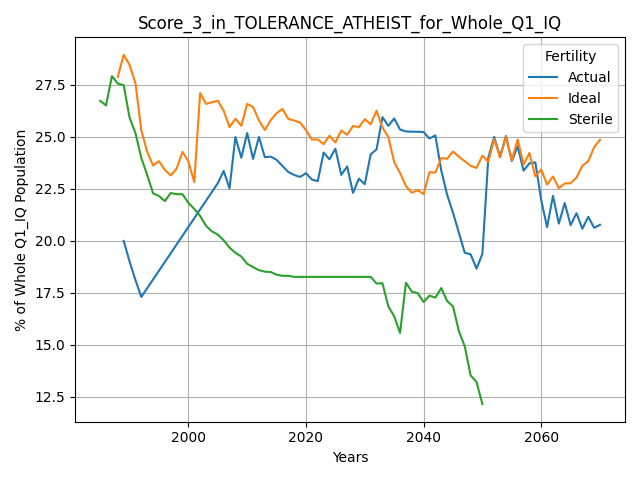 Score_3_in_TOLERANCE_ATHEIST_for_Whole_Q1_IQ
Fertility
Actual
Ideal
Sterile
% of Whole Q1_IQ Population
27.5
25.0
22.5
20.0
17.5
15.0
12.5
2000
2020
2040
2060
Years